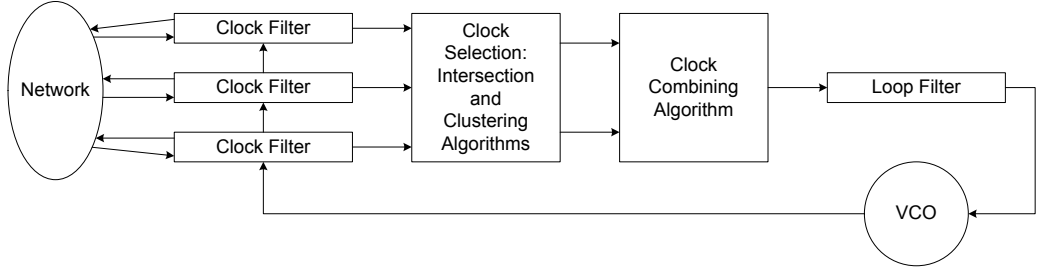 Network
Clock Filter
Clock Filter
Clock Filter
Clock
Selection:
Intersection
and
Clustering
Algorithms
Clock
Combining
Algorithm
Loop Filter
VCO